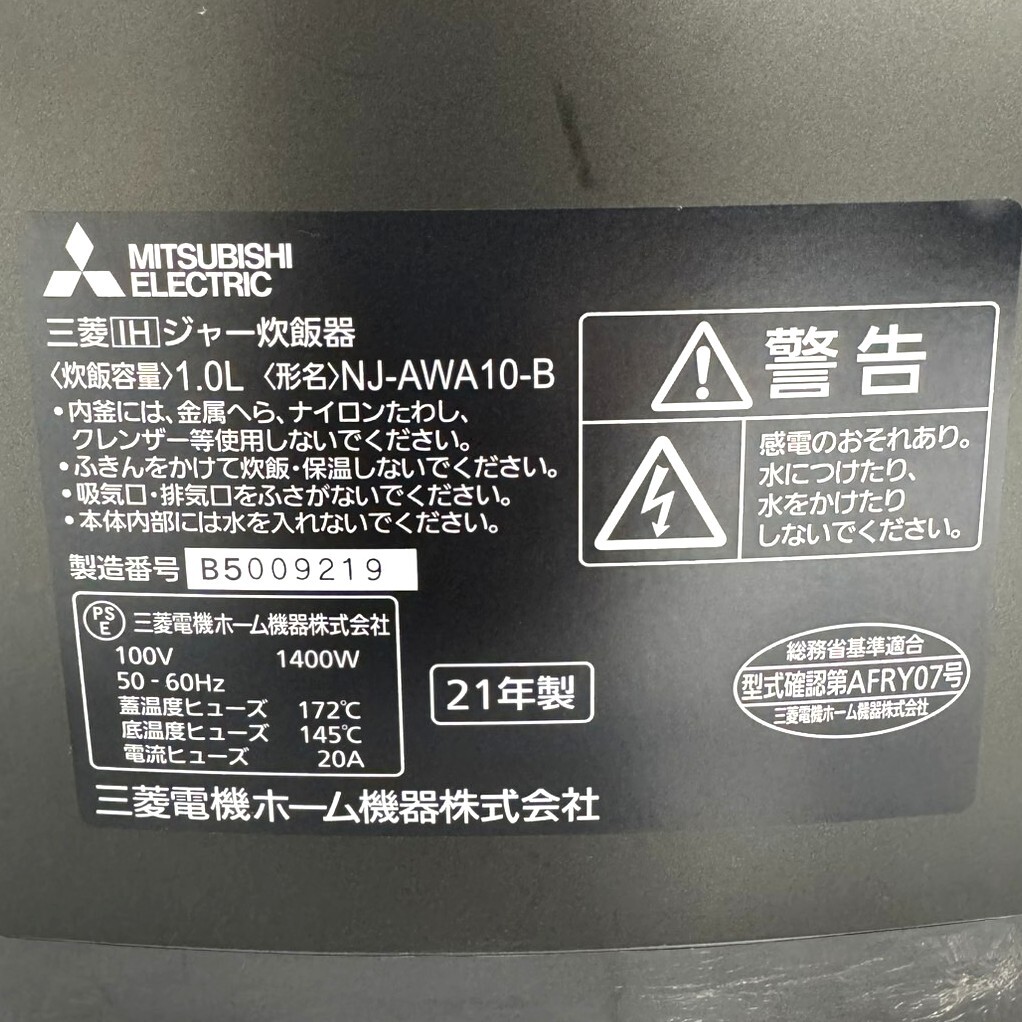 MITSUBISHI
ELECTRIC
三菱IHジャー炊飯器
〈炊飯容量〉1.0L 〈形名〉NJ-AWA10-B
•内釜には、金属へら、ナイロンたわし、
クレンザー等使用しないでください。
•ふきんをかけて炊飯・保温しないでください。
•吸気口・排気口をふさがないでください。
•本体内部には水を入れないでください。
製造番号 B5009219
警告
感電のおそれあり。
水につけたり、
水をかけたり
しないでください。
PSE 三菱電機ホーム機器株式会社
100V 1400W
50-60Hz
蓋温度ヒューズ 172℃
底温度ヒューズ 145℃
電流ヒューズ 20A
21年製
総務省基準適合
型式確認第AFRY07号
三菱電機ホーム機器株式会社
三菱電機ホーム機器株式会社